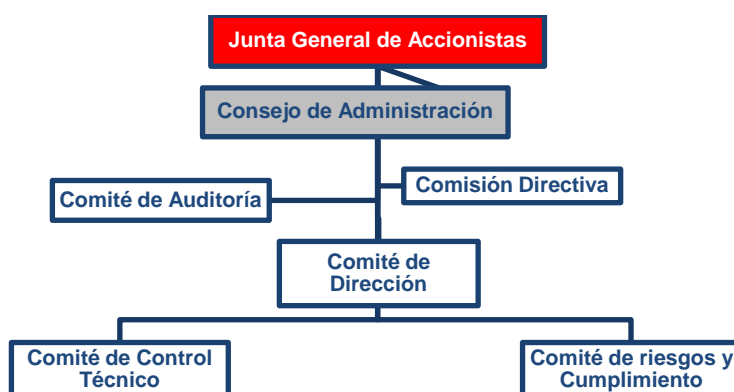 Junta General de Accionistas
Consejo de Administración
Comisión Directiva
Comité de Auditoría
Comité de
Dirección
Comité de Control
Técnico
Comité de riesgos y
Cumplimiento